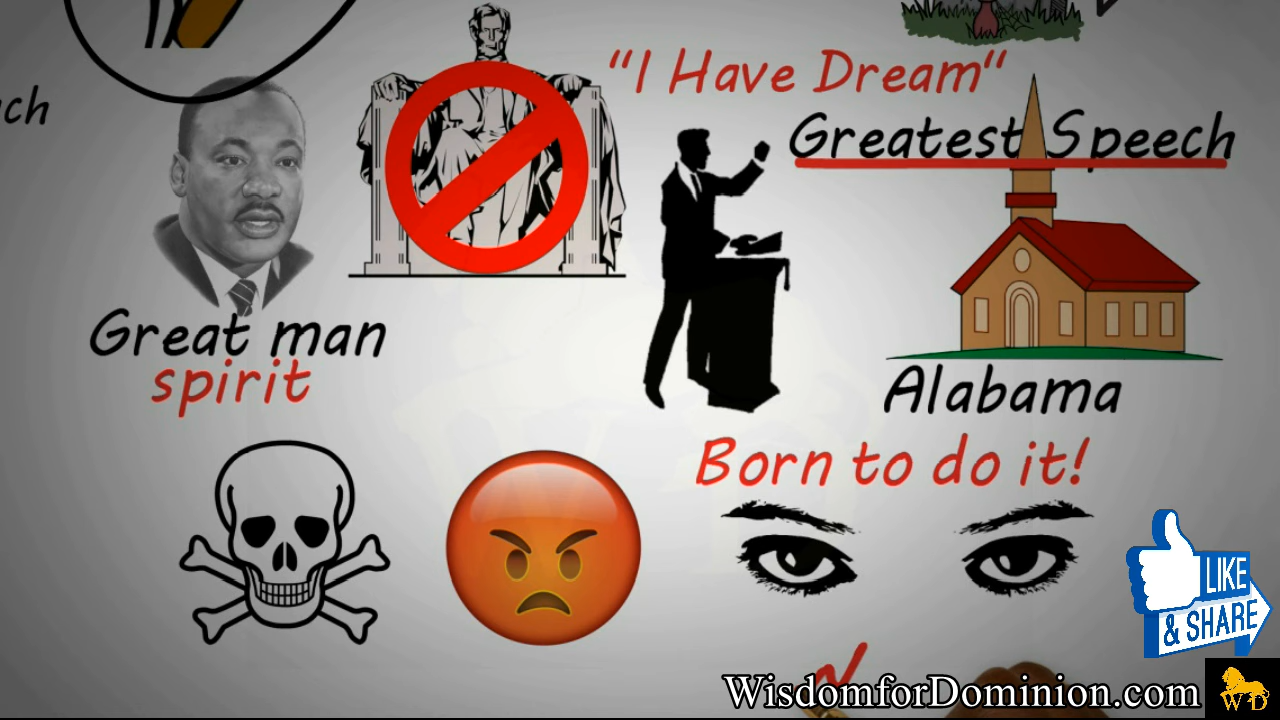 ch
"I Have Dream"
Greatest Speech
Great man
spirit
Alabama
Born to do it!
LIKE
& SHARE
WisdomforDominion.com
WD